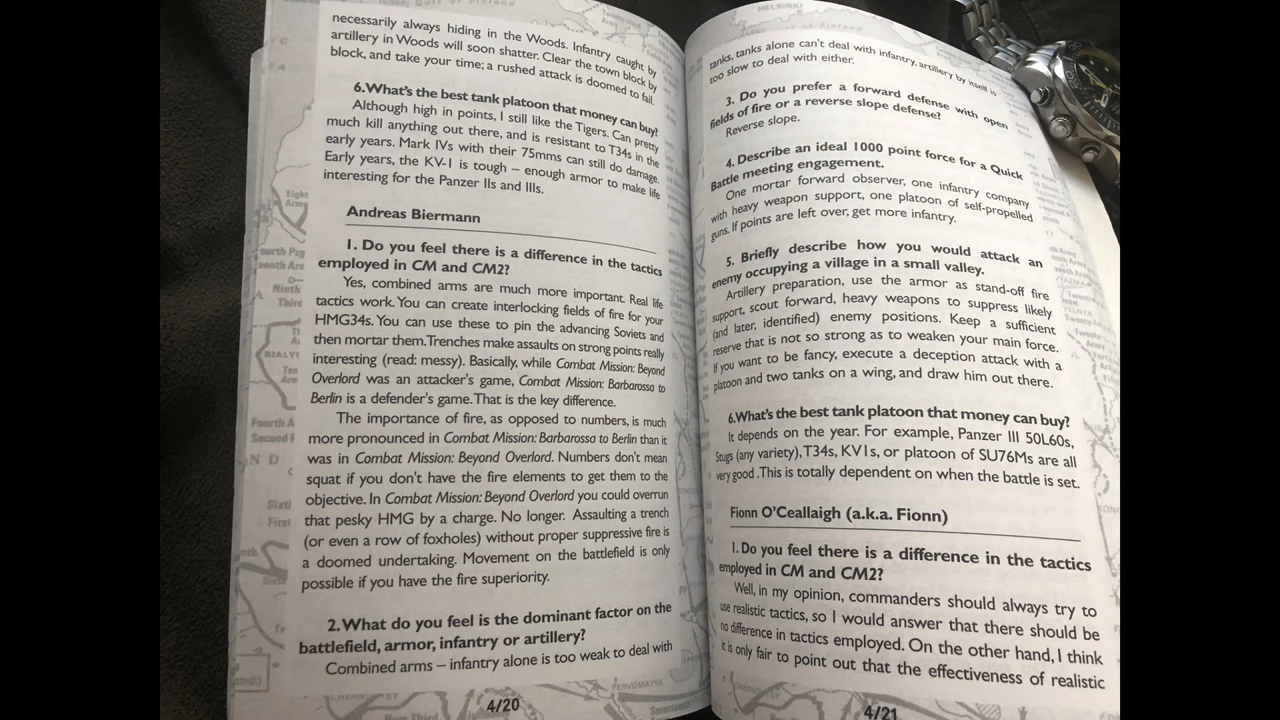 necessarily always hiding in the Woods. Infantry caught by
artillery in Woods will soon shatter. Clear the town block by
block, and take your time; a rushed attack is doomed to fail.
6.What's the best tank platoon that money can buy?
Although high in points, I still like the Tigers. Can pretty
much kill anything out there, and is resistant to T34s in the
early years. Mark IVs with their 75mms can still do damage.
Early years, the KV-1 is tough – enough armor to make life
interesting for the Panzer IIs and IIIs.
Andreas Biermann
1. Do you feel there is a difference in the tactics
employed in CM and CM2?
Yes, combined arms are much more important. Real life
tactics work. You can create interlocking fields of fire for your
HMG34s. You can use these to pin the advancing Soviets and
then mortar them.Trenches make assaults on strong points really
interesting (read: messy). Basically, while Combat Mission: Beyond
Overlord was an attacker's game, Combat Mission: Barbarossa to
Berlin is a defender's game.That is the key difference.
The importance of fire, as opposed to numbers, is much
more pronounced in Combat Mission: Barbarossa to Berlin than it
was in Combat Mission: Beyond Overlord. Numbers don't mean
squat if you don't have the fire elements to get them to the
objective. In Combat Mission: Beyond Overlord you could overrun
that pesky HMG by a charge. No longer. Assaulting a trench
(or even a row of foxholes) without proper suppressive fire is
a doomed undertaking. Movement on the battlefield is only
possible if you have the fire superiority.
2.What do you feel is the dominant factor on the
battlefield, armor, infantry or artillery?
Combined arms – infantry alone is too weak to deal with
4/20
tanks, tanks alone can't deal with infantry, artillery by itself is
too slow to deal with either.
3. Do you prefer a forward defense with open
fields of fire or a reverse slope defense?
Reverse slope.
4. Describe an ideal 1000 point force for a Quick
Battle meeting engagement.
One mortar forward observer, one infantry company
with heavy weapon support, one platoon of self-propelled
guns. If points are left over, get more infantry.
5. Briefly describe how you would attack an
enemy occupying a village in a small valley.
Artillery preparation, use the armor as stand-off fire
support, scout forward, heavy weapons to suppress likely
(and later, identified) enemy positions. Keep a sufficient
reserve that is not so strong as to weaken your main force.
If you want to be fancy, execute a deception attack with a
platoon and two tanks on a wing, and draw him out there.
6.What's the best tank platoon that money can buy?
It depends on the year. For example, Panzer III 50L60s,
Stugs (any variety), T34s, KV1s, or platoon of SU76Ms are all
very good .This is totally dependent on when the battle is set.
Fionn O'Ceallaigh (a.k.a. Fionn)
1. Do you feel there is a difference in the tactics
employed in CM and CM2?
Well, in my opinion, commanders should always try to
use realistic tactics, so I would answer that there should be
no difference in tactics employed. On the other hand, I think
it is only fair to point out that the effectiveness of realistic
4/21
HELSINKI
PERVOMAYSK